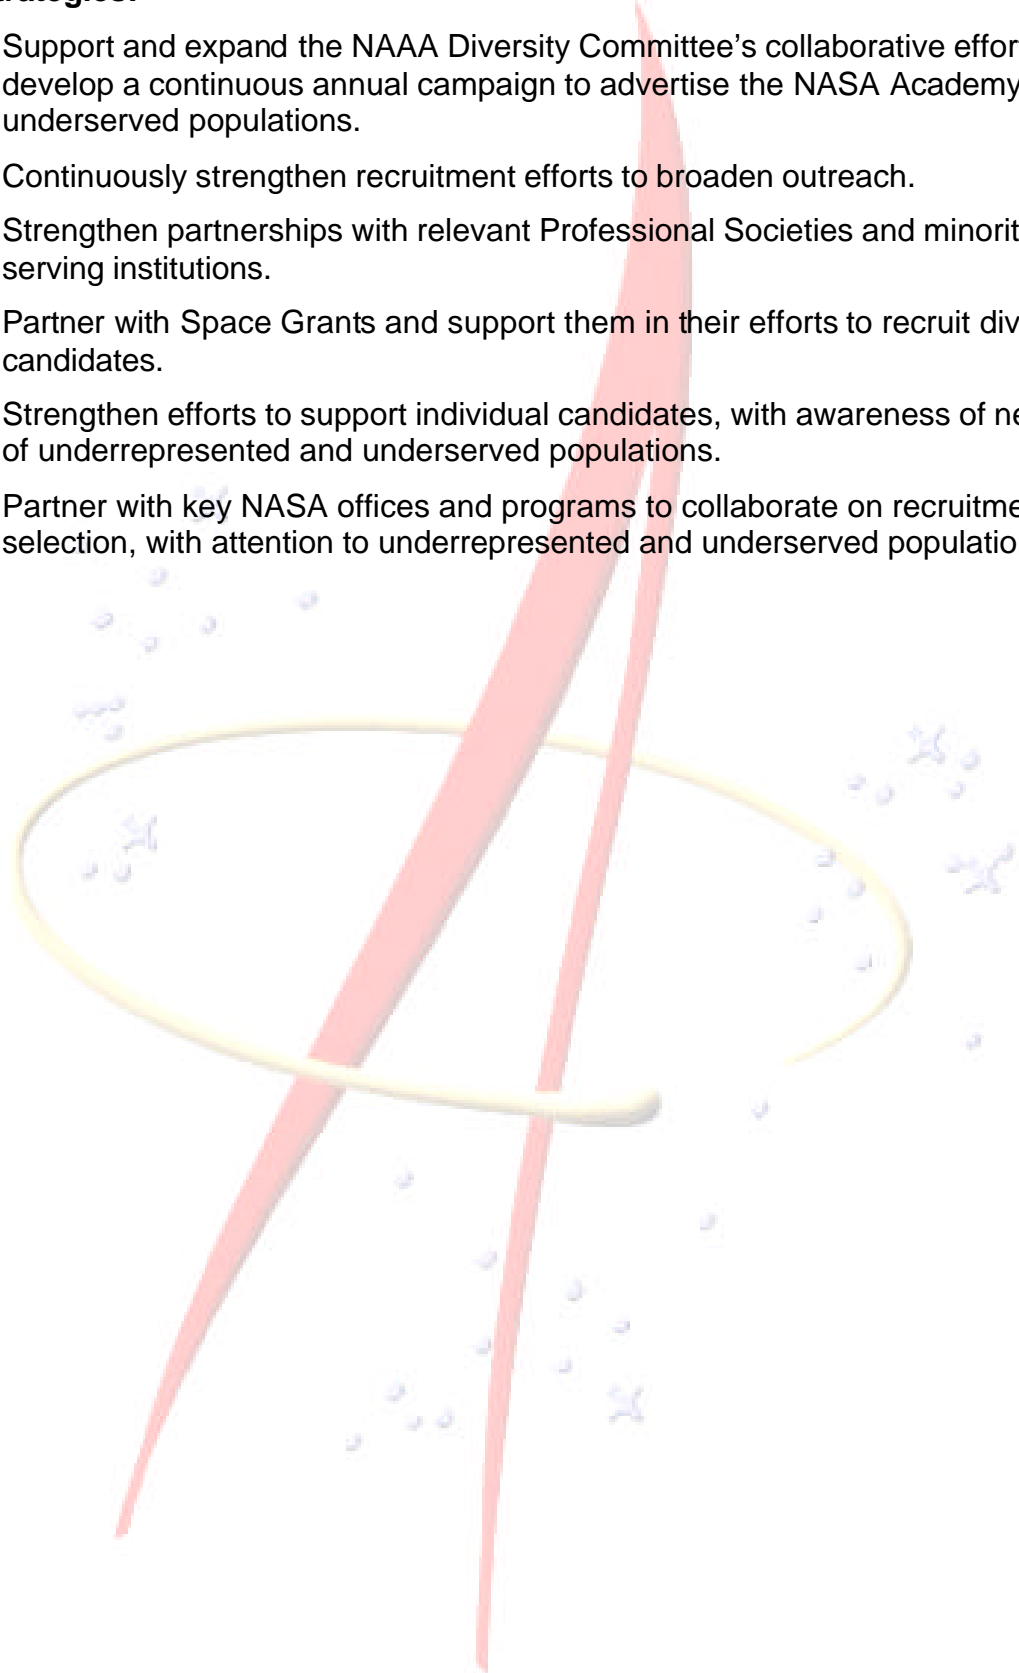 rategies:
Support and expand the NAAA Diversity Committee’s collaborative effor
develop a continuous annual campaign to advertise the NASA Academy
underserved populations.
Continuously strengthen recruitment efforts to broaden outreach.
Strengthen partnerships with relevant Professional Societies and minorit
serving institutions.
Partner with Space Grants and support them in their efforts to recruit div
candidates.
Strengthen efforts to support individual candidates, with awareness of ne
of underrepresented and underserved populations.
Partner with key NASA offices and programs to collaborate on recruitme
selection, with attention to underrepresented and underserved populatio